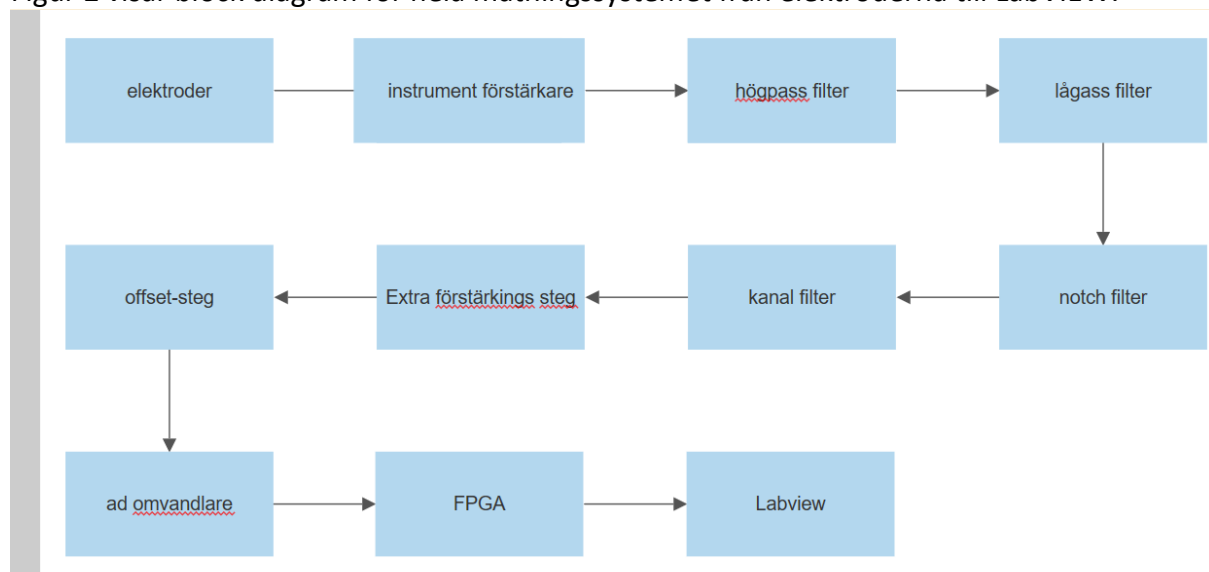 Figur visar block diagram för hela mätningssystemet från elektroderna till LabVIEW.
elektroder
instrument förstärkare
högpass filter
lågass filter
offset-steg
Extra förstärkings steg
kanal filter
notch filter
ad omvandlare
FPGA
Labview